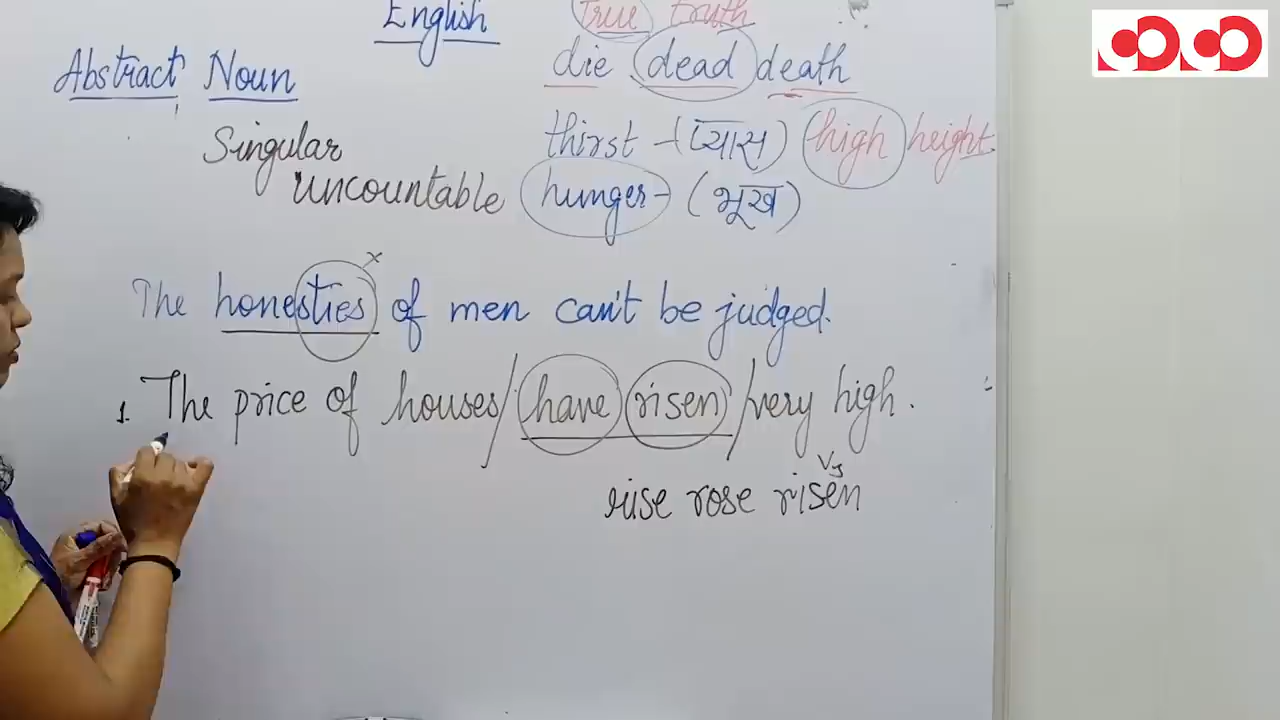 English
true truth
Abstract Noun
die dead death
Singular
thirst - (प्यास) high height
uncountable hunger - (भूख)
x
The honesties of men can't be judged.
1. The price of houses / have risen / very high.
V3
rise rose risen